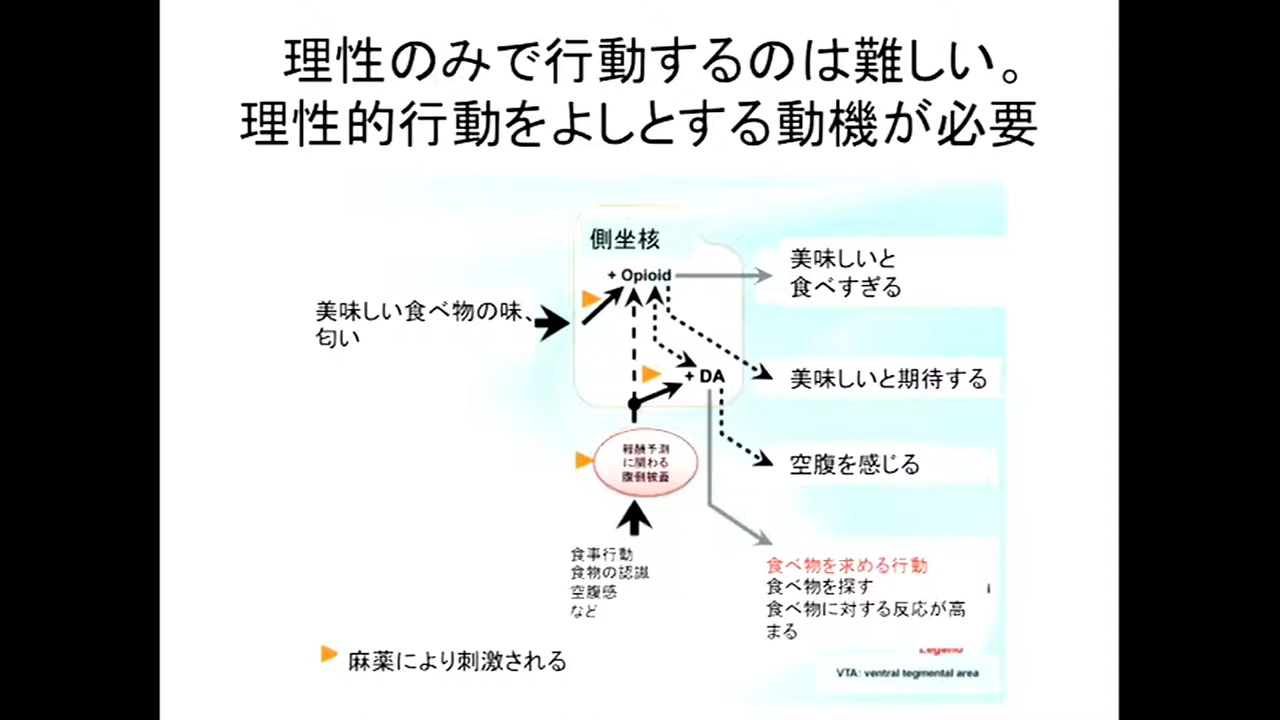 理性のみで行動するのは難しい。
理性的行動をよしとする動機が必要
側坐核
+ Opioid
美味しいと
食べすぎる
美味しい食べ物の味、
匂い
+ DA
美味しいと期待する
報酬予測
に関わる
腹側被蓋
空腹を感じる
食事行動
食物の認識
空腹感
など
食べ物を求める行動
食べ物を探す
食べ物に対する反応が高
まる
麻薬により刺激される
Legend
VTA: ventral tegmental area